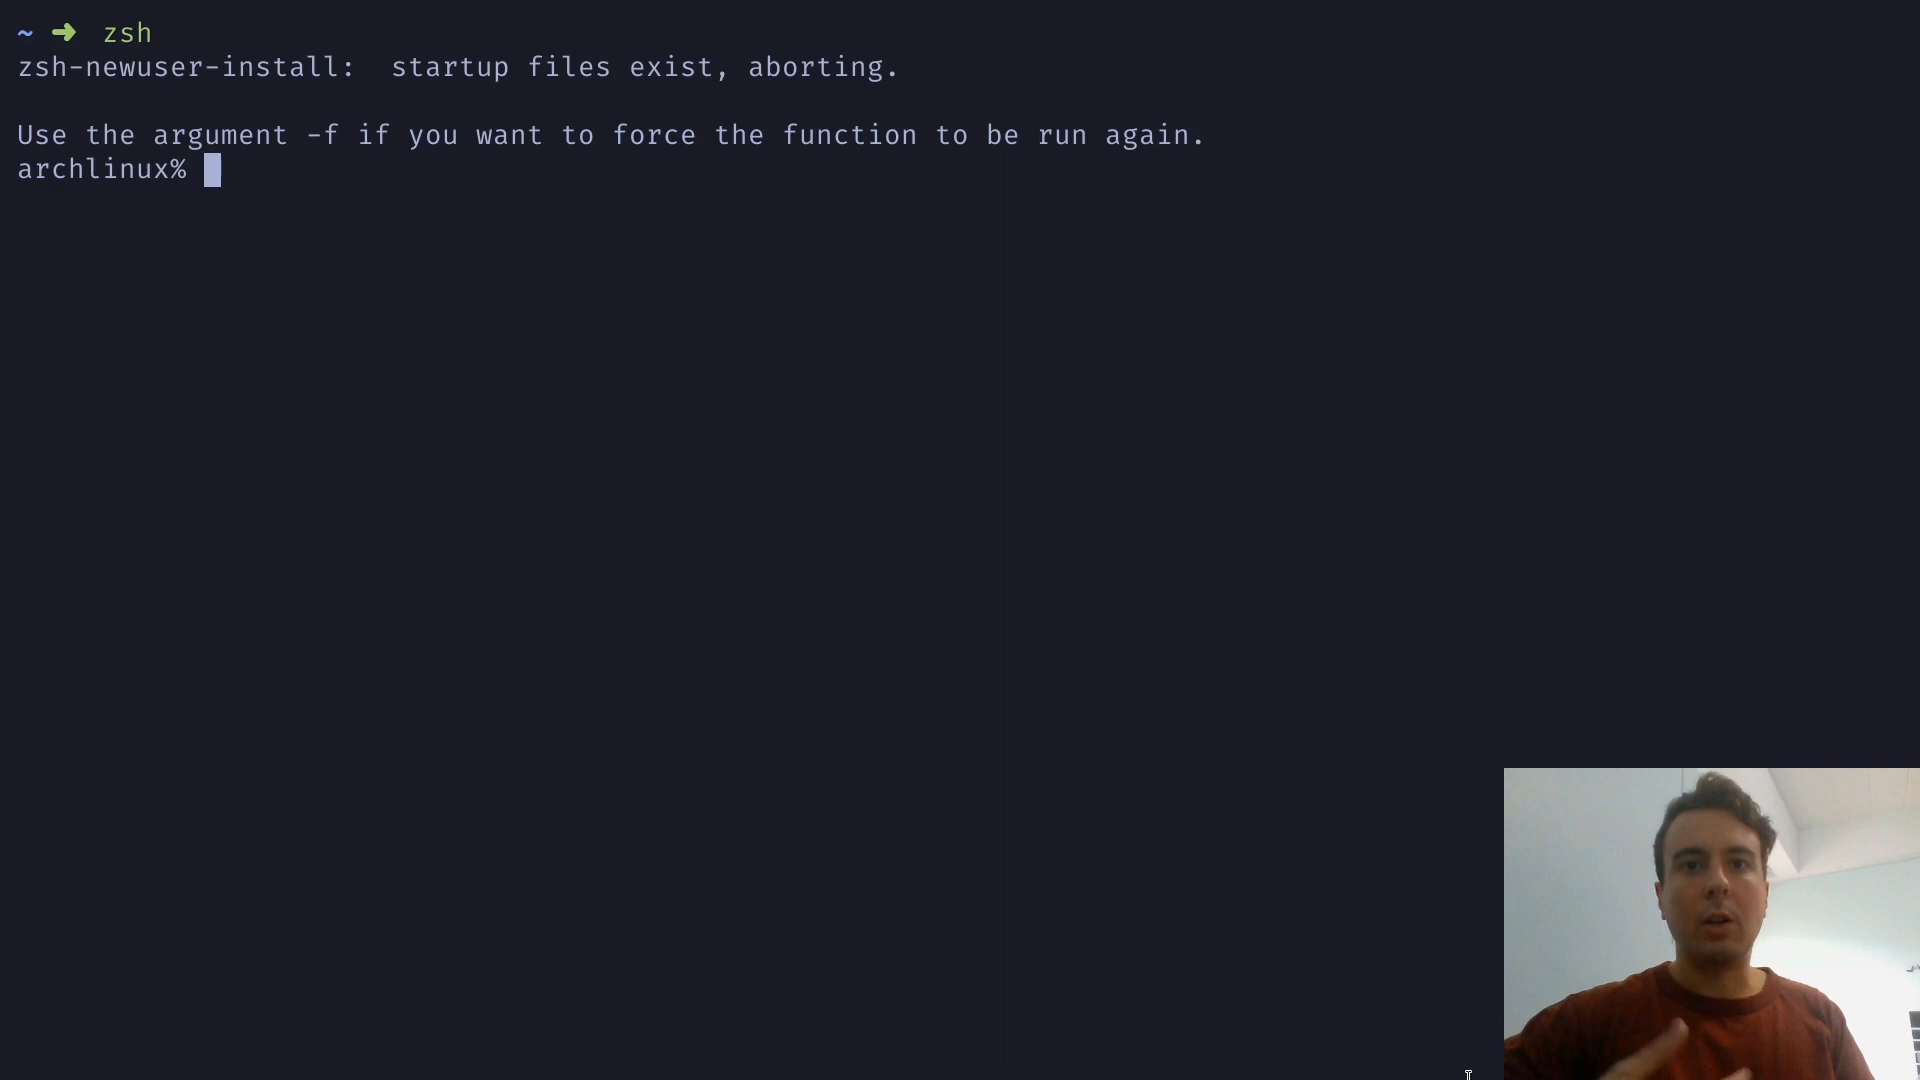 ~ ➜ zsh
zsh-newuser-install:  startup files exist, aborting.
Use the argument -f if you want to force the function to be run again.
archlinux%